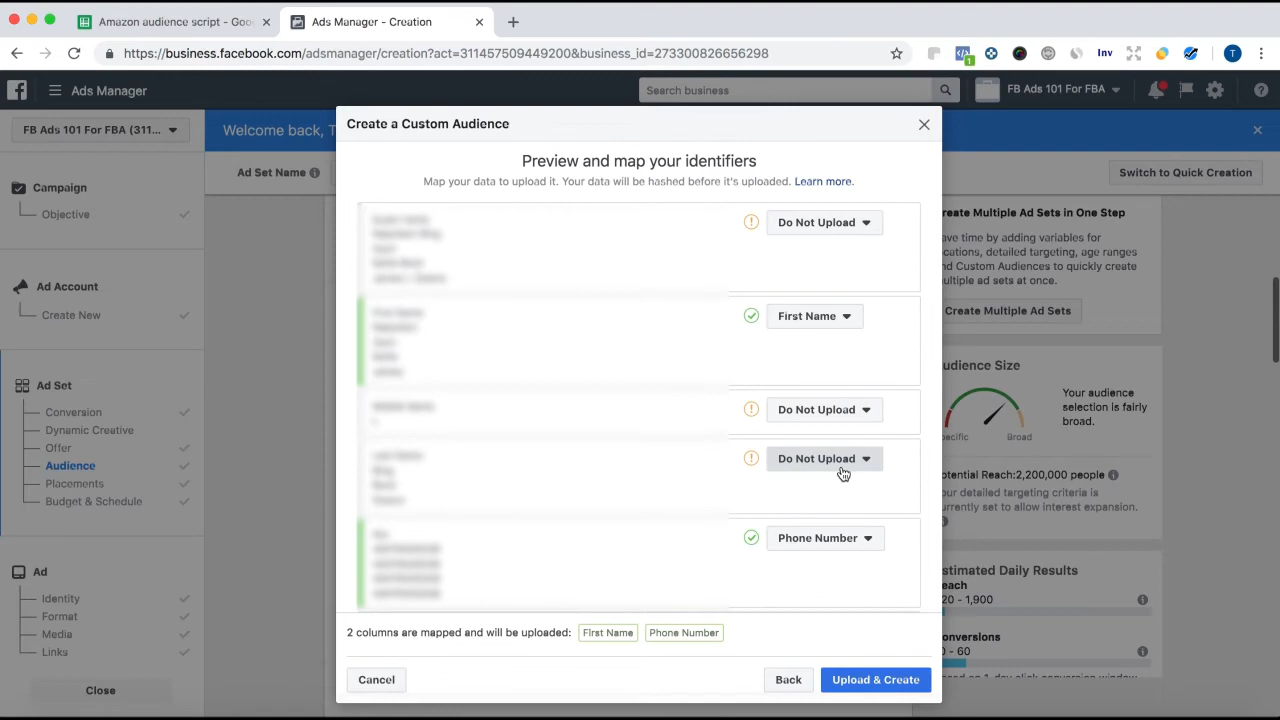 Amazon audience script - Goo
Ads Manager - Creation
https://business.facebook.com/adsmanager/creation?act=311457509449200&business_id=273300826656298
1
Inv
T
Ads Manager
Search business
FB Ads 101 For FBA
FB Ads 101 For FBA (311...
Welcome back, T
Ad Set Name
Switch to Quick Creation
Campaign
Objective
Ad Account
Create New
Ad Set
Conversion
Dynamic Creative
Offer
Audience
Placements
Budget & Schedule
Ad
Identity
Format
Media
Links
Close
Create a Custom Audience
Preview and map your identifiers
Map your data to upload it. Your data will be hashed before it's uploaded. Learn more.
Do Not Upload
First Name
Do Not Upload
Do Not Upload
Phone Number
2 columns are mapped and will be uploaded: First Name Phone Number
Cancel
Back
Upload & Create
reate Multiple Ad Sets in One Step
ave time by adding variables for
ocations, detailed targeting, age ranges
nd Custom Audiences to quickly create
ultiple ad sets at once.
Create Multiple Ad Sets
udience Size
pecific
Broad
Your audience
selection is fairly
broad.
otential Reach:2,200,000 people
our detailed targeting criteria is
urrently set to allow interest expansion.
stimated Daily Results
each
20 - 1,900
onversions
0 - 60